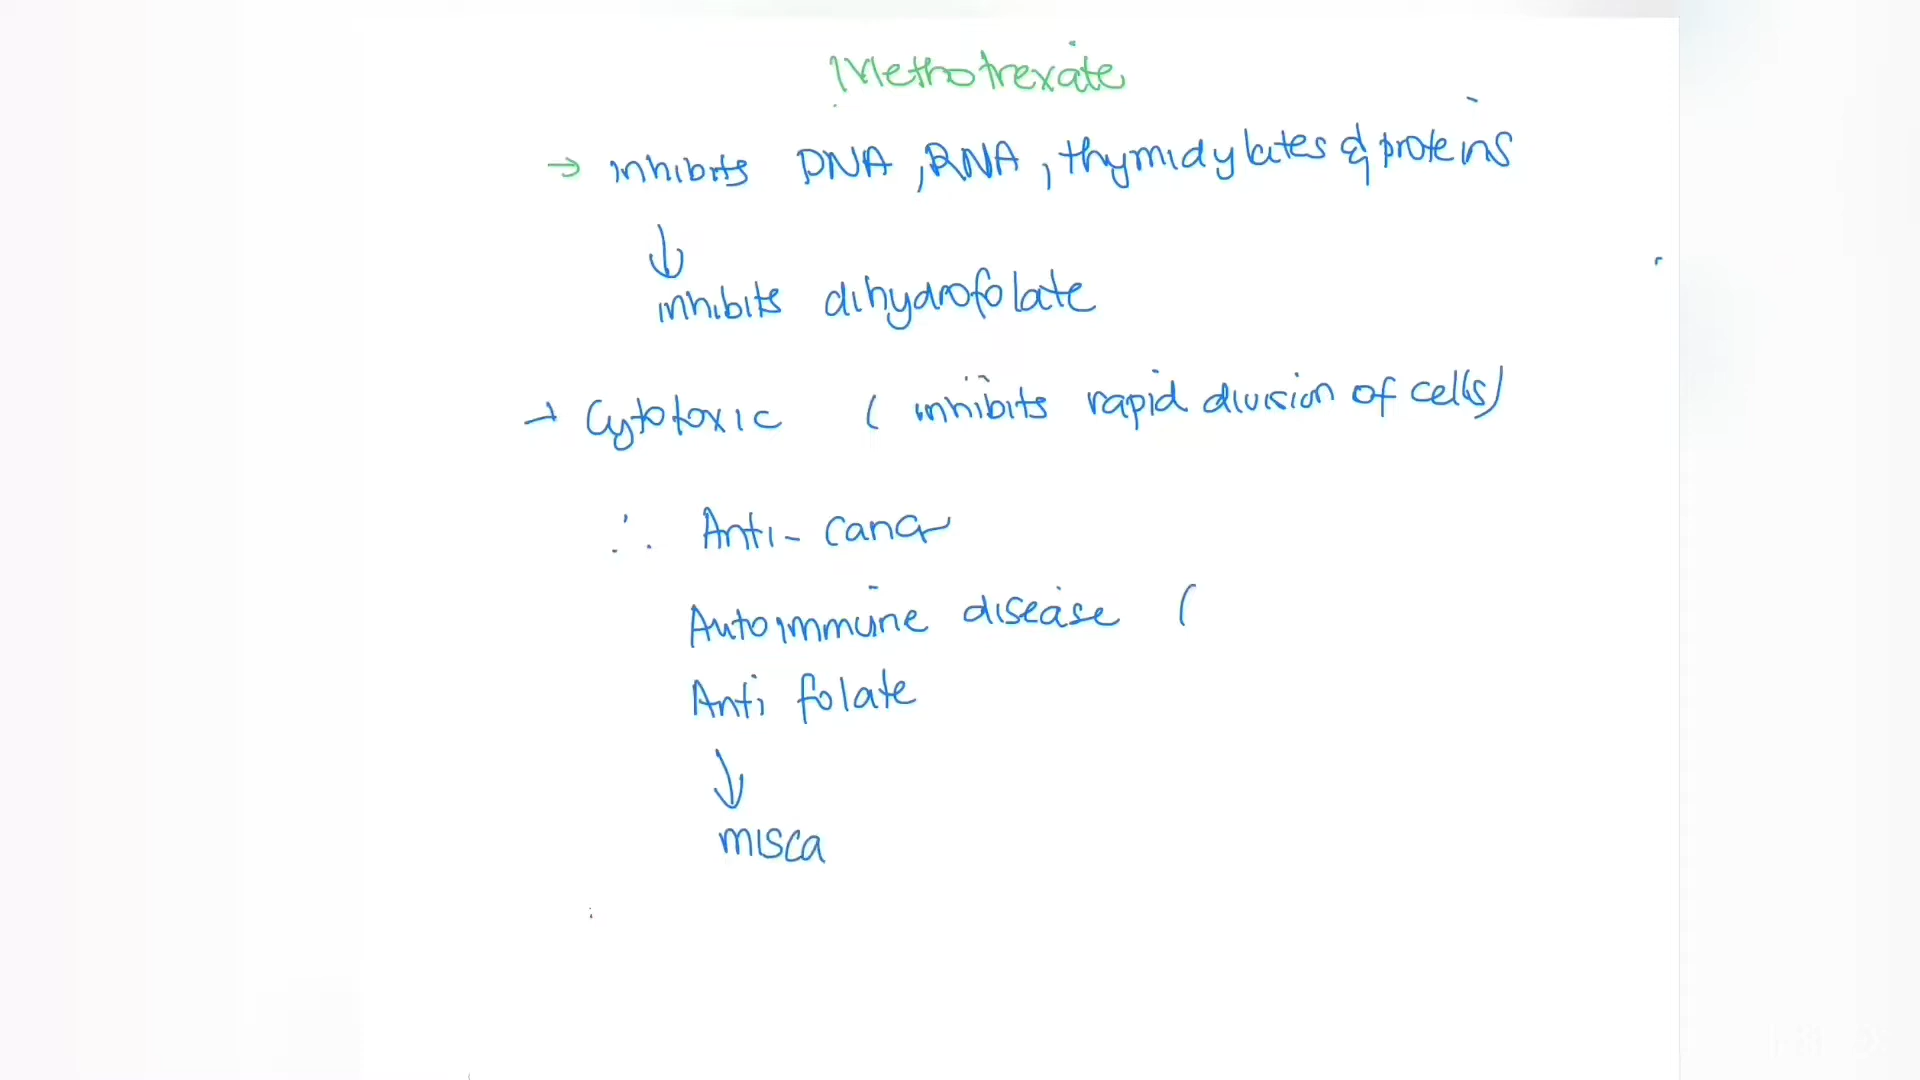 Methotrexate
→ inhibits DNA, RNA, thymidylates & proteins
↓
inhibits dihydrofolate
→ Cytotoxic ( inhibits rapid division of cells)
∴ Anti-cancer
Autoimmune disease (
Anti folate
↓
misca